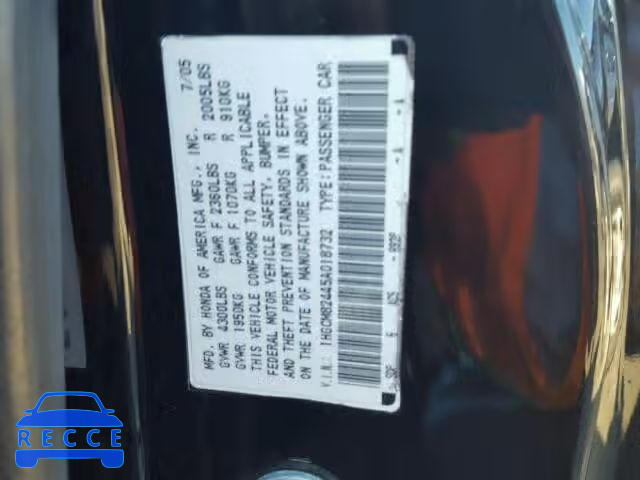 MFG. BY HONDA OF AMERICA MFG., INC. 7/05
GVWR 4300LBS GAWR F 2360LBS R 2005LBS
GVWR 1950KG GAWR F 1070KG R 910KG
THIS VEHICLE CONFORMS TO ALL APPLICABLE
FEDERAL MOTOR VEHICLE SAFETY, BUMPER,
AND THEFT PREVENTION STANDARDS IN EFFECT
ON THE DATE OF MANUFACTURE SHOWN ABOVE.
V.I.N.: 1HGCM82445A018732 TYPE: PASSENGER CAR
RECCE